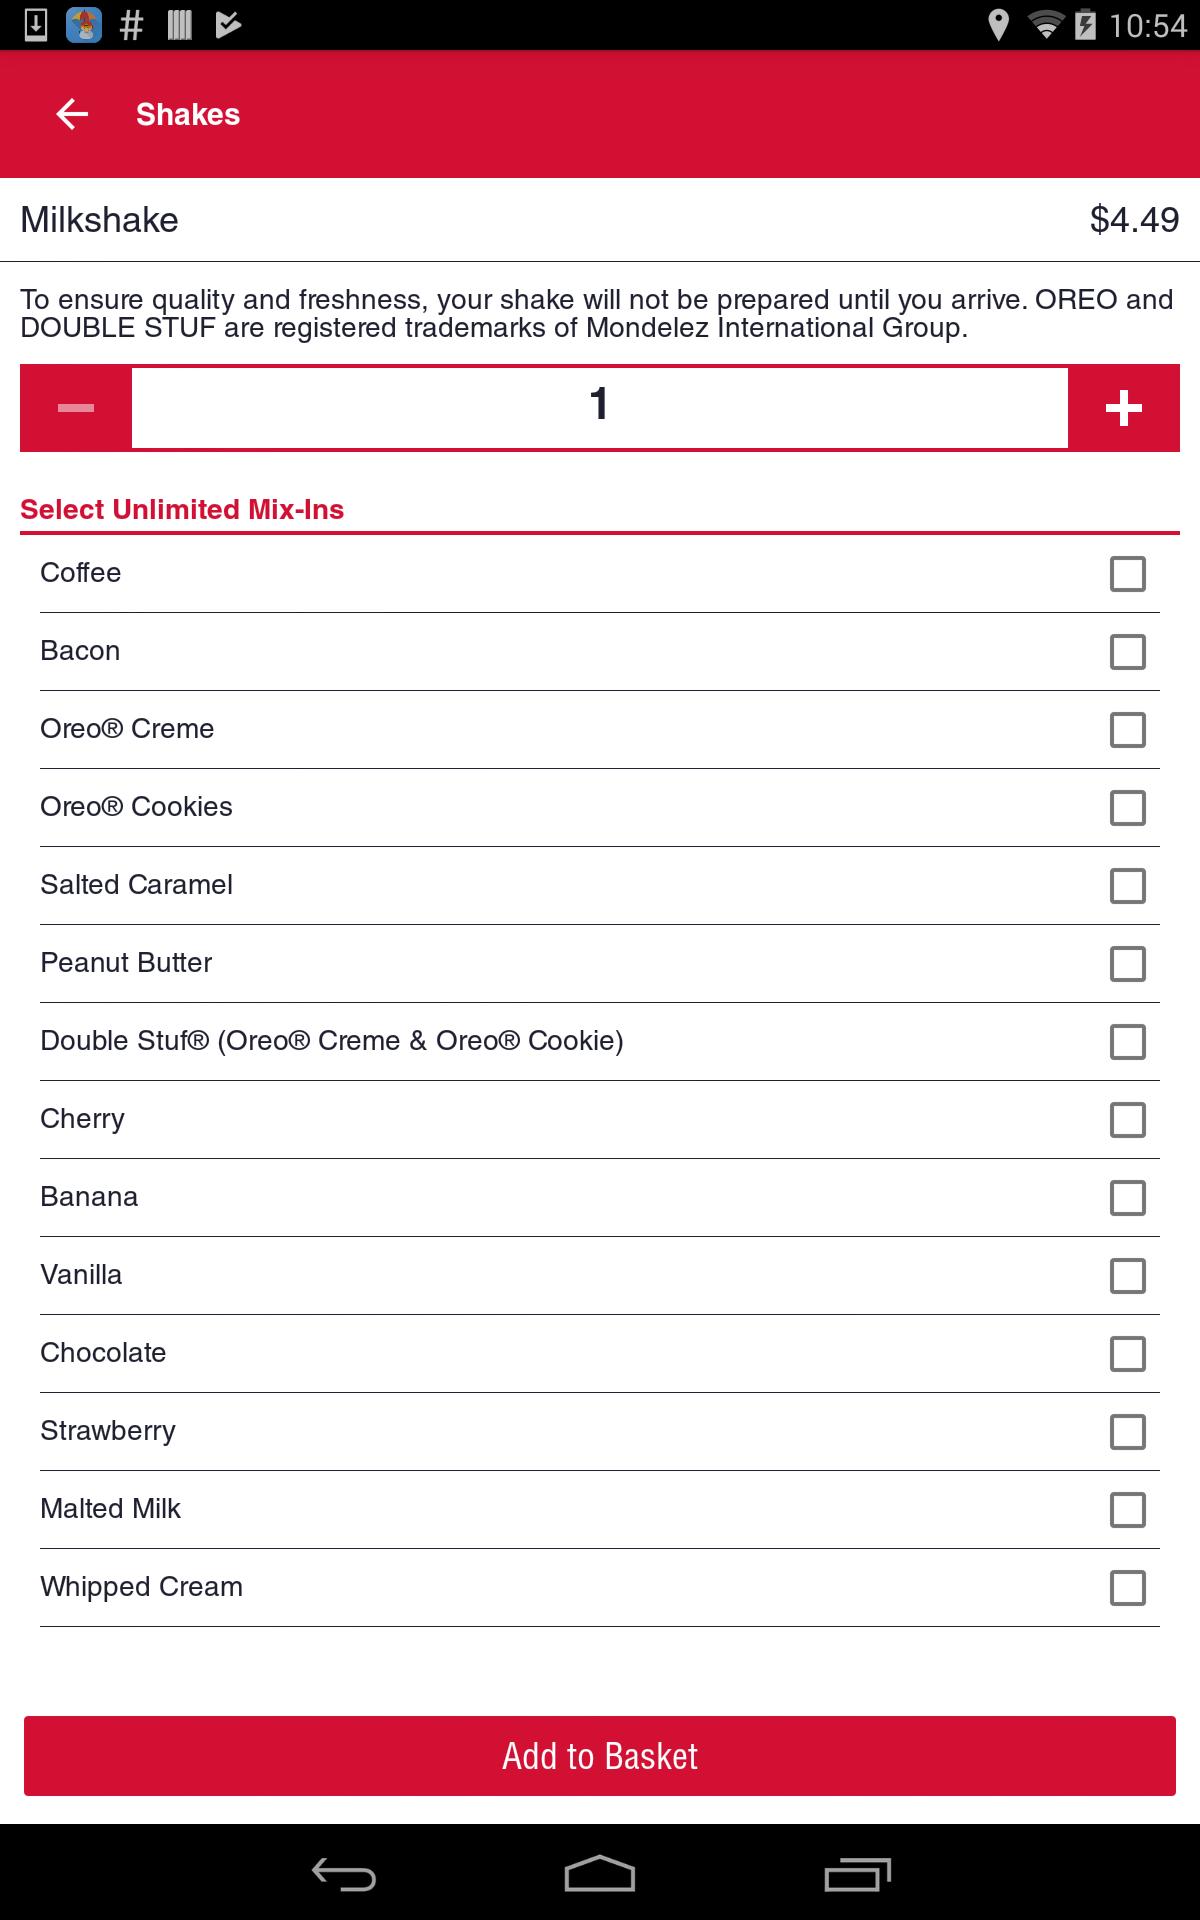 10:54
Shakes
Milkshake $4.49
To ensure quality and freshness, your shake will not be prepared until you arrive. OREO and
DOUBLE STUF are registered trademarks of Mondelez International Group.
1
Select Unlimited Mix-Ins
Coffee
Bacon
Oreo® Creme
Oreo® Cookies
Salted Caramel
Peanut Butter
Double Stuf® (Oreo® Creme & Oreo® Cookie)
Cherry
Banana
Vanilla
Chocolate
Strawberry
Malted Milk
Whipped Cream
Add to Basket